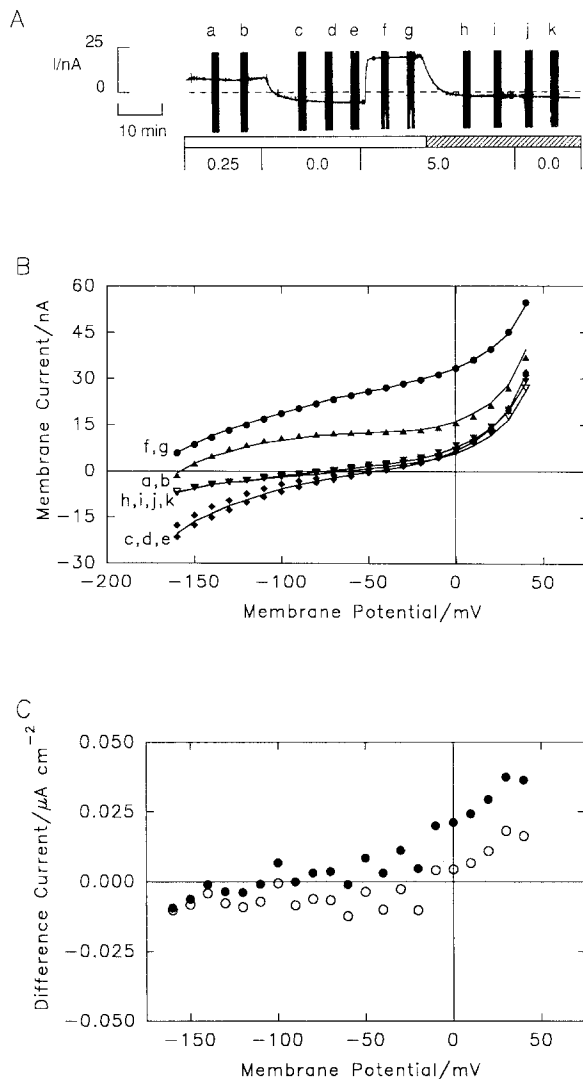 A
a b c d e f g h i j k
25
I/nA
0
10 min
0.25 0.0 5.0 0.0
B
60
45
30
15
0
−15
−30
Membrane Current/nA
f,g
a,b
h,i,j,k
c,d,e
−200 −150 −100 −50 0 50
Membrane Potential/mV
C
0.050
0.025
0.000
−0.025
−0.050
Difference Current/μA cm⁻²
−150 −100 −50 0 50
Membrane Potential/mV